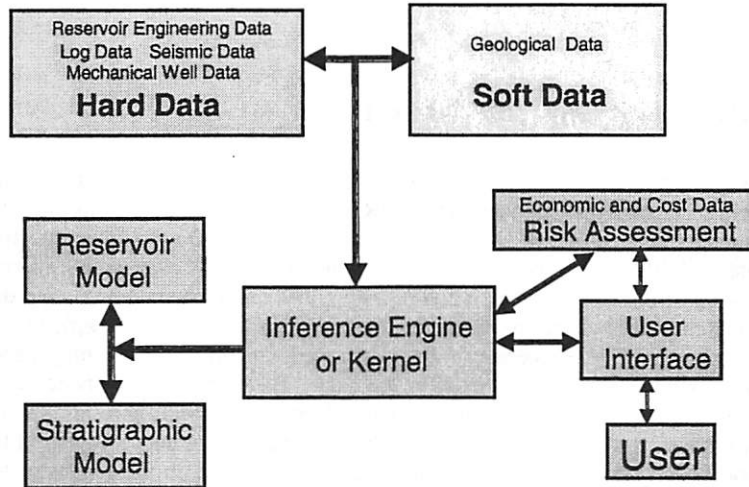 Reservoir Engineering Data
Log Data Seismic Data
Mechanical Well Data
Hard Data
Geological Data
Soft Data
Economic and Cost Data
Risk Assessment
Reservoir
Model
Inference Engine
or Kernel
User
Interface
Stratigraphic
Model
User